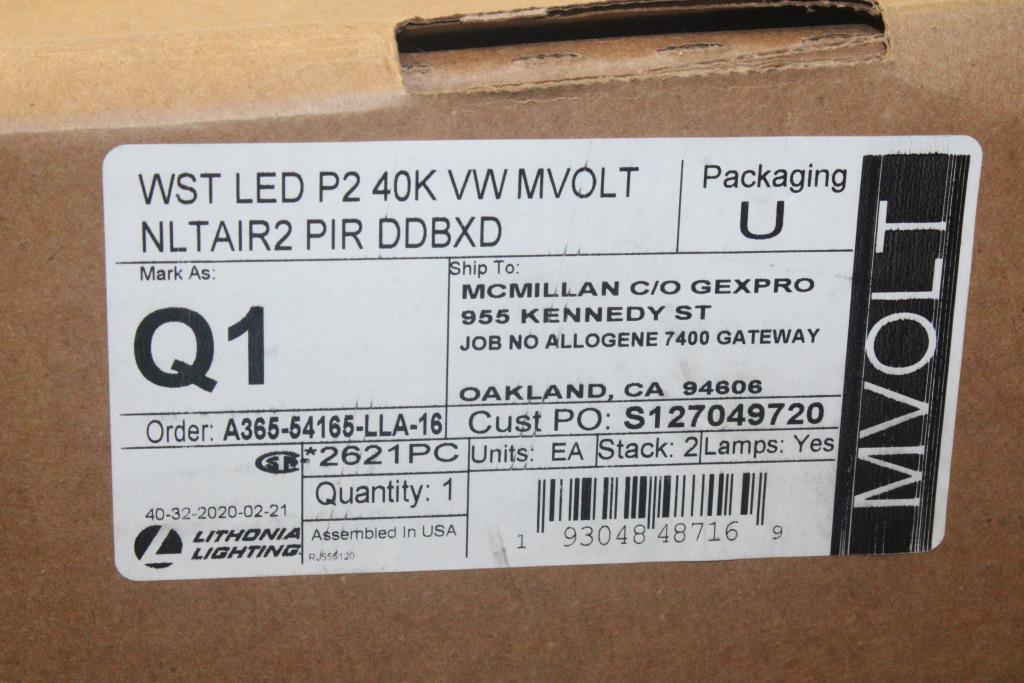 WST LED P2 40K VW MVOLT
NLTAIR2 PIR DDBXD
Packaging
U
Mark As:
Q1
Ship To:
MCMILLAN C/O GEXPRO
955 KENNEDY ST
JOB NO ALLOGENE 7400 GATEWAY
OAKLAND, CA 94606
Order: A365-54165-LLA-16
Cust PO: S127049720
*2621PC
Units: EA
Stack: 2
Lamps: Yes
Quantity: 1
40-32-2020-02-21
LITHONIA
LIGHTING
Assembled In USA
1 93048 48716 9
MVOLT